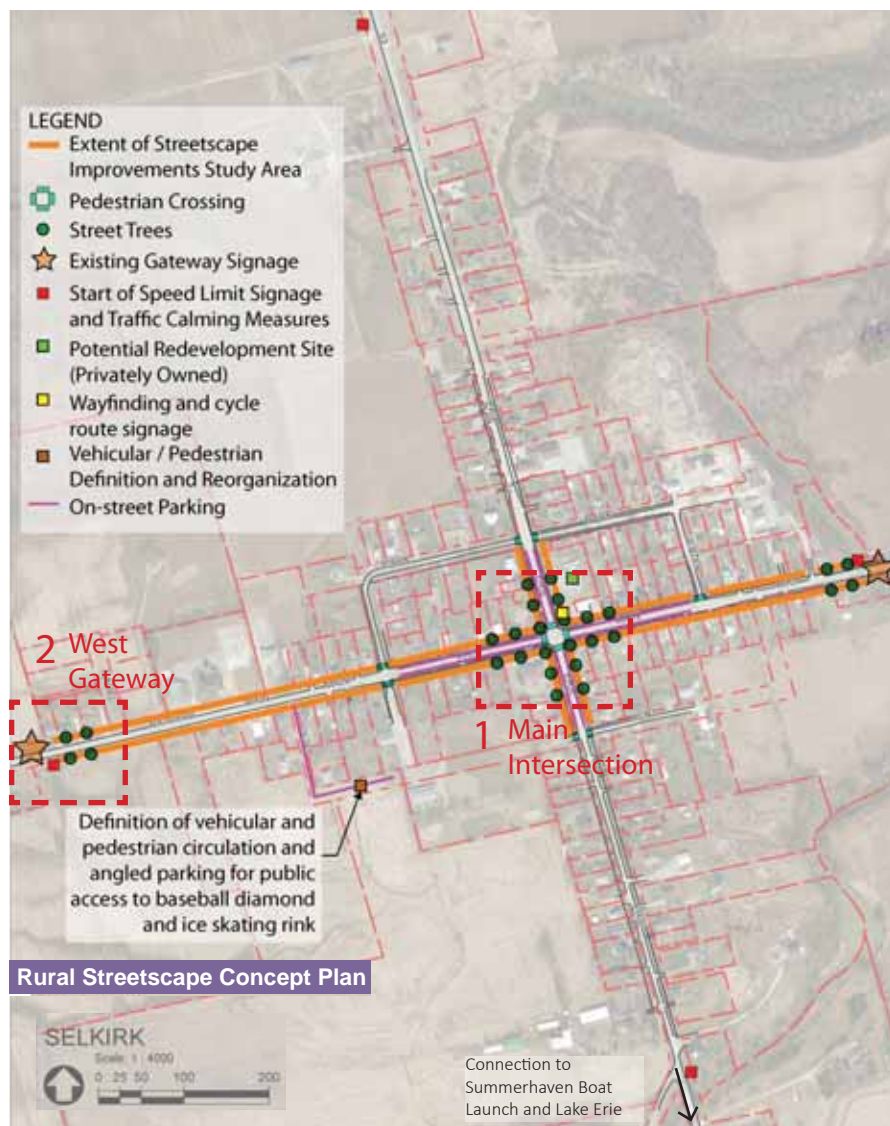 LEGEND
Extent of Streetscape
Improvements Study Area
Pedestrian Crossing
Street Trees
Existing Gateway Signage
Start of Speed Limit Signage
and Traffic Calming Measures
Potential Redevelopment Site
(Privately Owned)
Wayfinding and cycle
route signage
Vehicular / Pedestrian
Definition and Reorganization
On-street Parking
2 West
Gateway
1 Main
Intersection
Definition of vehicular and
pedestrian circulation and
angled parking for public
access to baseball diamond
and ice skating rink
Rural Streetscape Concept Plan
SELKIRK
Scale: 1 : 4000
0 25 50 100 200
Connection to
Summerhaven Boat
Launch and Lake Erie